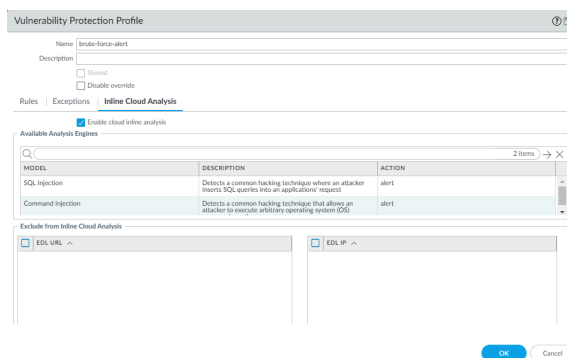 Vulnerability Protection Profile
Name brute-force-alert
Description
Shared
Disable override
Rules | Exceptions | Inline Cloud Analysis
Enable cloud inline analysis
Available Analysis Engines
2 items
MODEL DESCRIPTION ACTION
SQL Injection Detects a common hacking technique where an attacker alert
inserts SQL queries into an applications' request
Command Injection Detects a common hacking technique that allows an alert
attacker to execute arbitrary operating system (OS)
Exclude from Inline Cloud Analysis
EDL URL EDL IP
OK Cancel